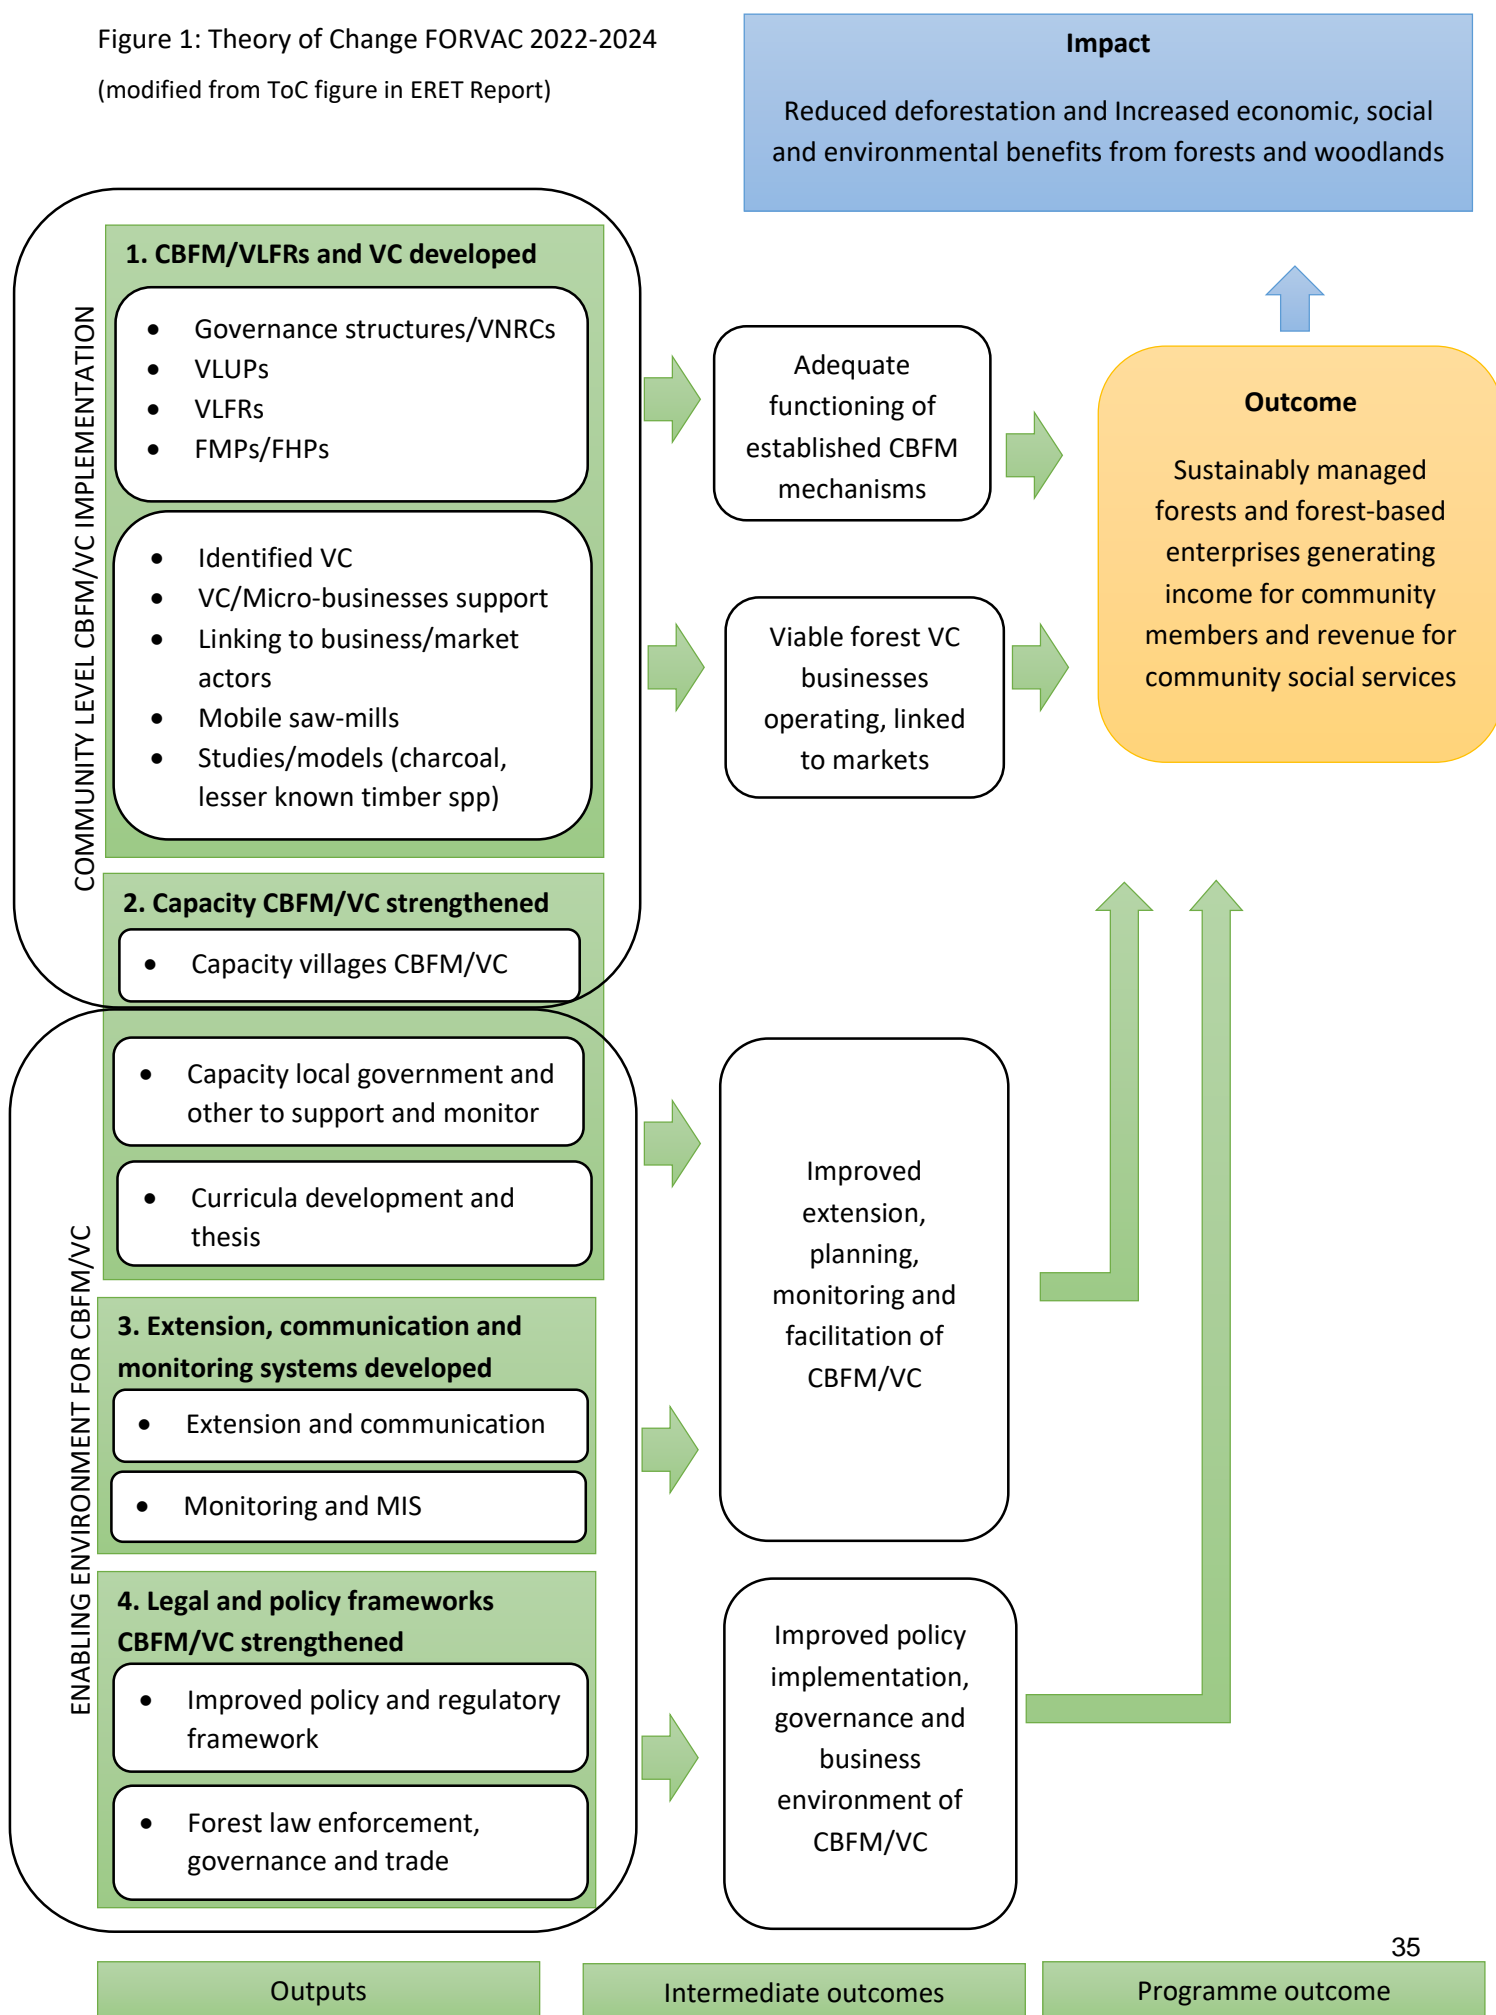 Figure 1: Theory of Change FORVAC 2022-2024
(modified from ToC figure in ERET Report)
Impact
Reduced deforestation and Increased economic, social
and environmental benefits from forests and woodlands
COMMUNITY LEVEL CBFM/VC IMPLEMENTATION
1. CBFM/VLFRs and VC developed
• Governance structures/VNRCs
• VLUPs
• VLFRs
• FMPs/FHPs
• Identified VC
• VC/Micro-businesses support
• Linking to business/market
actors
• Mobile saw-mills
• Studies/models (charcoal,
lesser known timber spp)
Adequate
functioning of
established CBFM
mechanisms
Viable forest VC
businesses
operating, linked
to markets
Outcome
Sustainably managed
forests and forest-based
enterprises generating
income for community
members and revenue for
community social services
2. Capacity CBFM/VC strengthened
• Capacity villages CBFM/VC
ENABLING ENVIRONMENT FOR CBFM/VC
• Capacity local government and
other to support and monitor
• Curricula development and
thesis
3. Extension, communication and
monitoring systems developed
• Extension and communication
• Monitoring and MIS
Improved
extension,
planning,
monitoring and
facilitation of
CBFM/VC
4. Legal and policy frameworks
CBFM/VC strengthened
• Improved policy and regulatory
framework
• Forest law enforcement,
governance and trade
Improved policy
implementation,
governance and
business
environment of
CBFM/VC
35
Outputs
Intermediate outcomes
Programme outcome